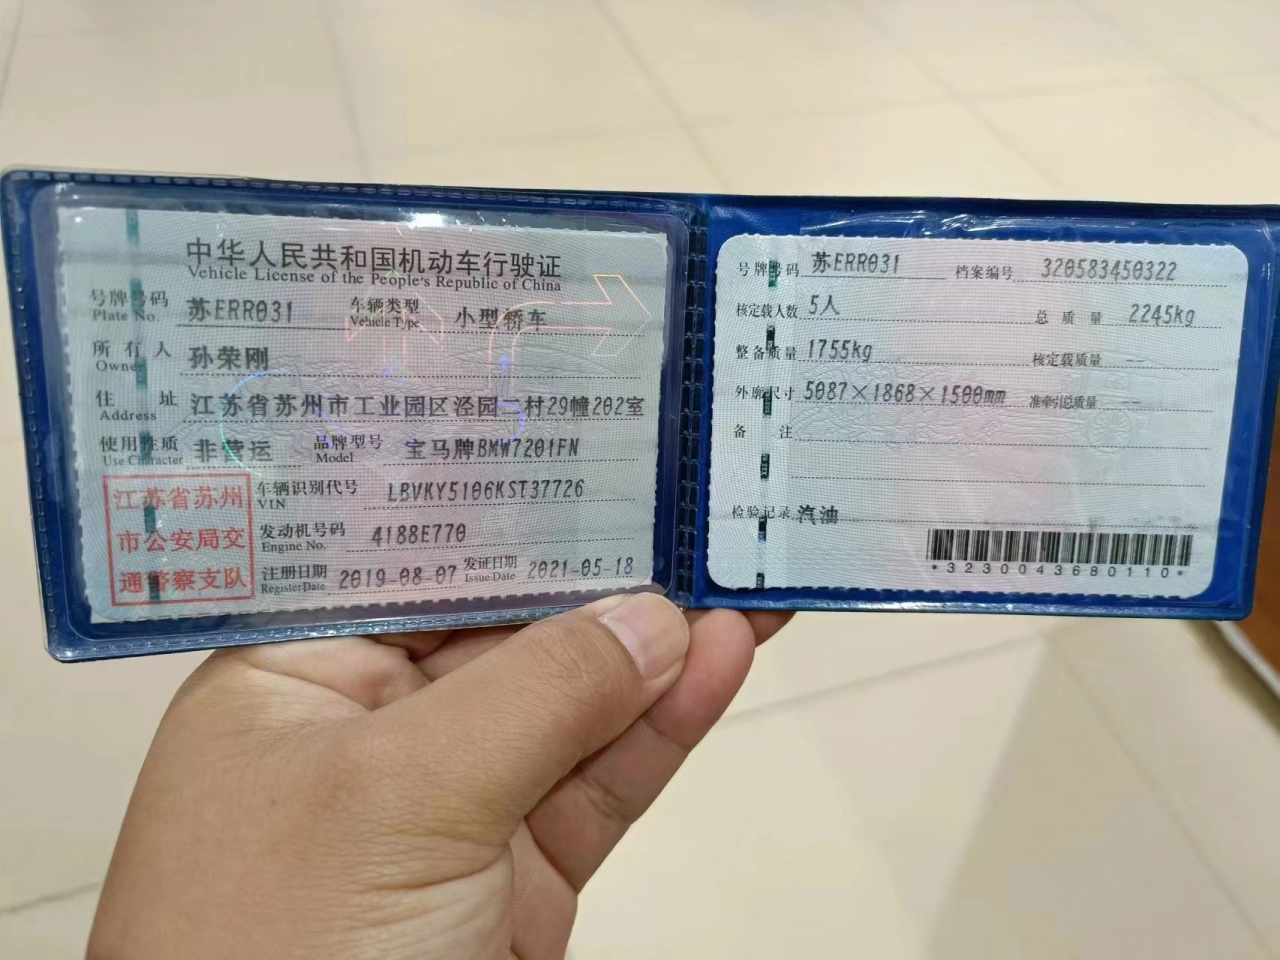 中华人民共和国机动车行驶证
Vehicle License of the People's Republic of China
号牌号码 苏ERR031 车辆类型 小型轿车
Plate No. Vehicle Type
所有人 孙荣刚
Owner
住址 江苏省苏州市工业园区泾园二村29幢202室
Address
使用性质 非营运 品牌型号 宝马牌BMW7201FN
Use Character Model
江苏省苏州
市公安局交
通警察支队
车辆识别代号 LBVKY5106KST37726
VIN
发动机号码 4188E770
Engine No.
注册日期 2019-08-07 发证日期 2021-05-18
Register Date Issue Date
号牌号码 苏ERR031 档案编号 320583450322
核定载人数 5人 总质量 2245kg
整备质量 1755kg 核定载质量 --
外廓尺寸 5087×1868×1500mm 准牵引总质量 --
备注
检验记录 汽油
*3230043680110*